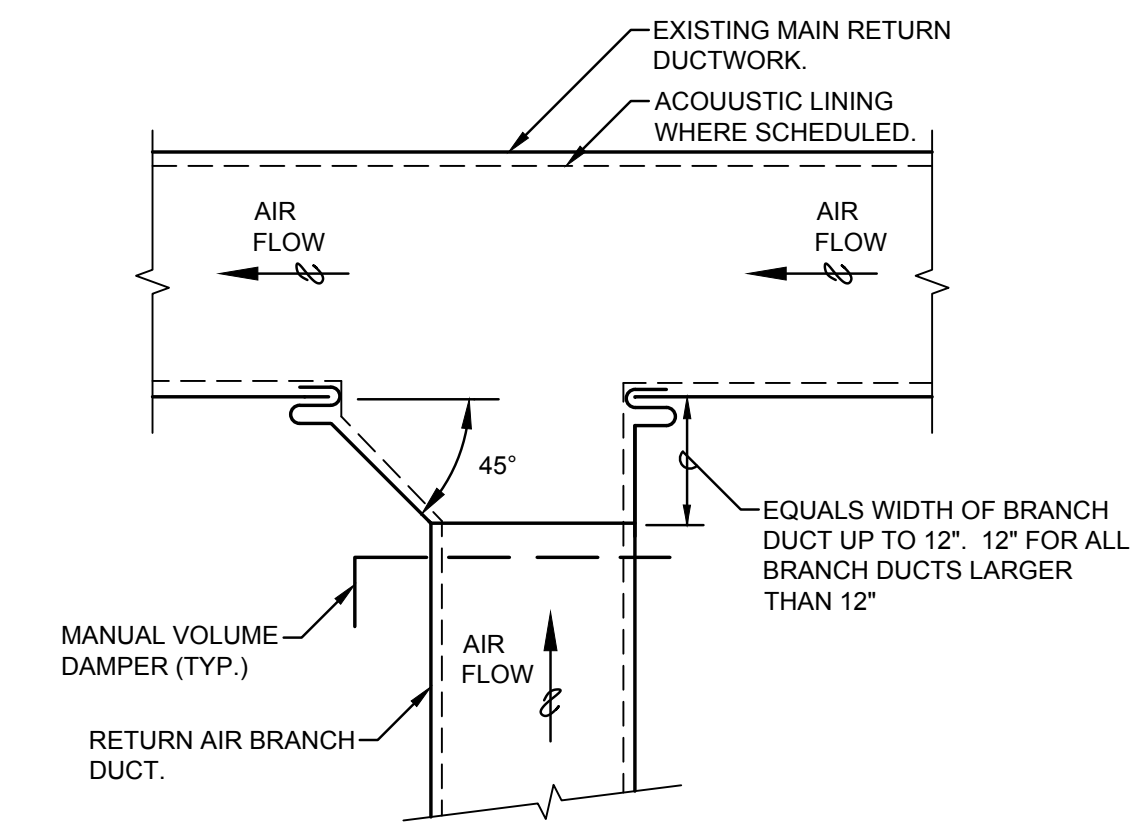 EXISTING MAIN RETURN
DUCTWORK.
ACOUUSTIC LINING
WHERE SCHEDULED.
AIR
FLOW
AIR
FLOW
45°
EQUALS WIDTH OF BRANCH
DUCT UP TO 12". 12" FOR ALL
BRANCH DUCTS LARGER
THAN 12"
MANUAL VOLUME
DAMPER (TYP.)
AIR
FLOW
RETURN AIR BRANCH
DUCT.